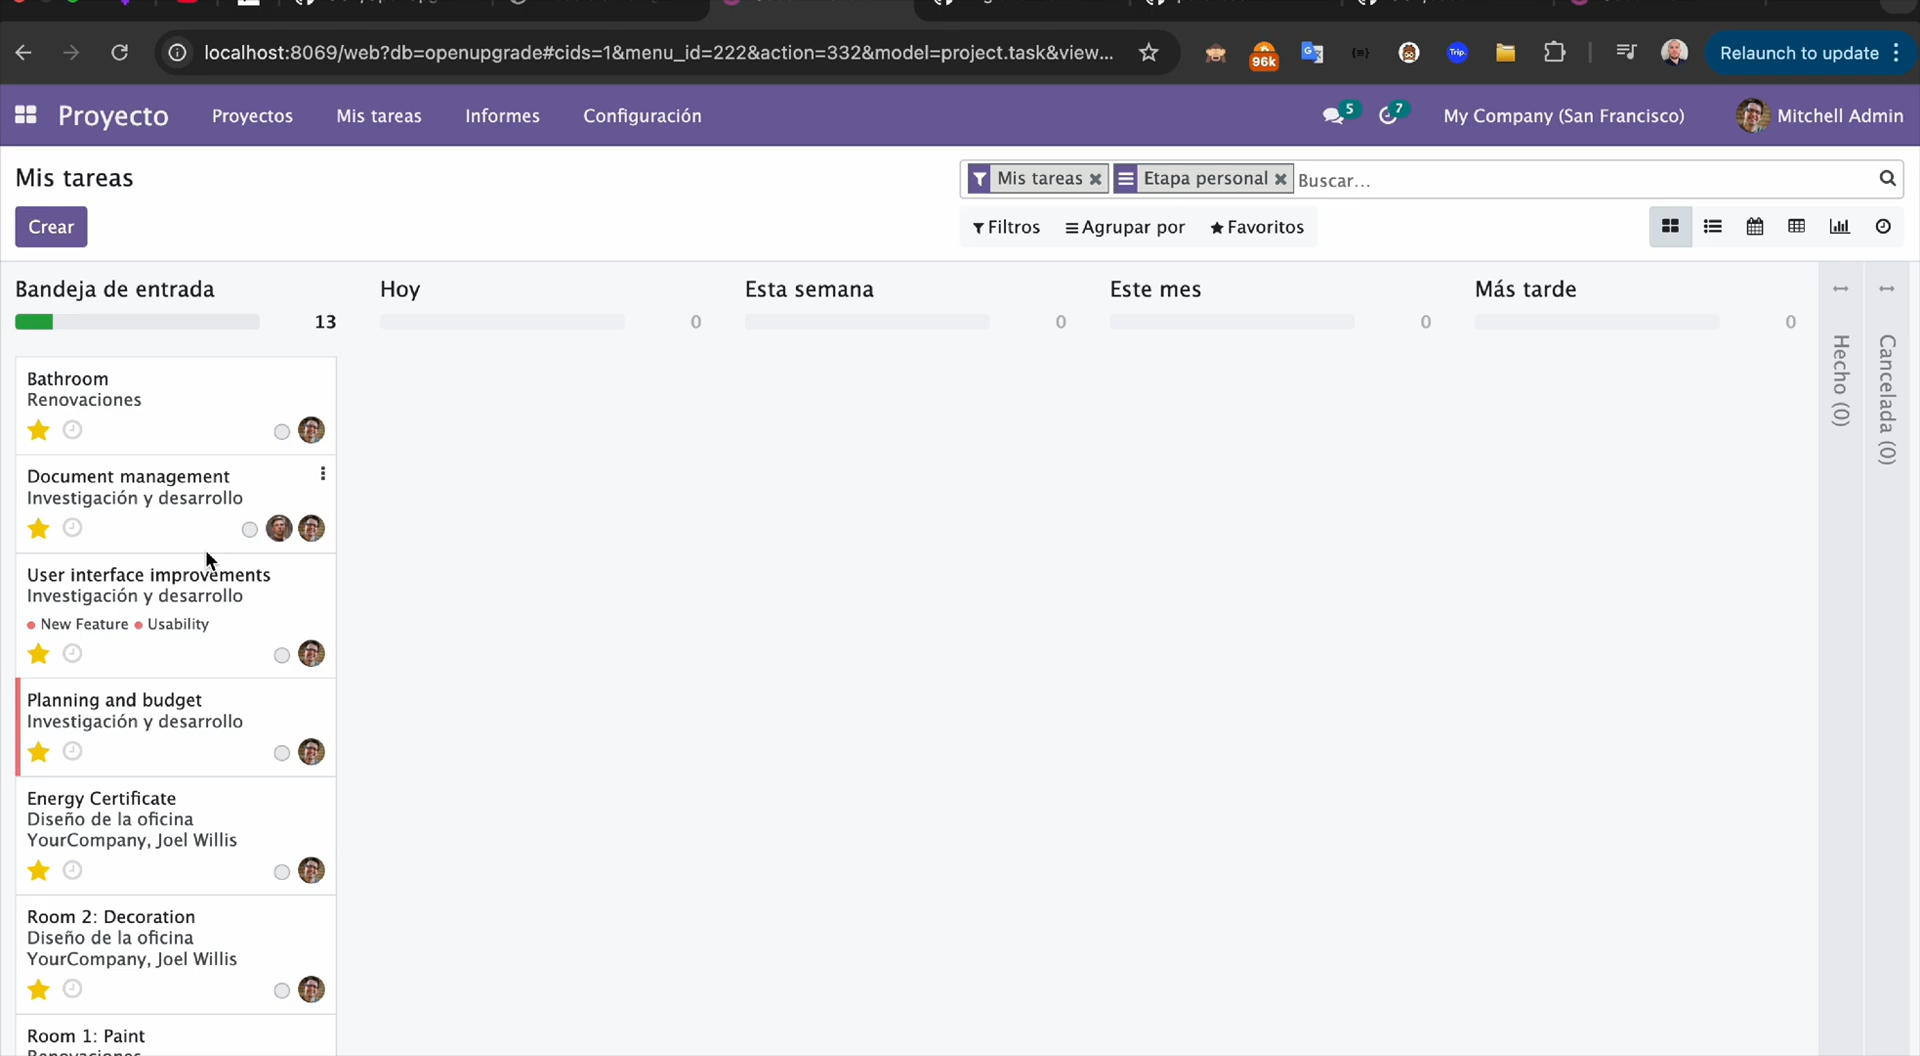 localhost:8069/web?db=openupgrade#cids=1&menu_id=222&action=332&model=project.task&view...
96k
Trip.
Relaunch to update
Proyecto
Proyectos
Mis tareas
Informes
Configuración
5
7
My Company (San Francisco)
Mitchell Admin
Mis tareas
Mis tareas
Etapa personal
Buscar...
Crear
Filtros
Agrupar por
Favoritos
Bandeja de entrada
13
Hoy
0
Esta semana
0
Este mes
0
Más tarde
0
Hecho (0)
Cancelada (0)
Bathroom
Renovaciones
Document management
Investigación y desarrollo
User interface improvements
Investigación y desarrollo
New Feature
Usability
Planning and budget
Investigación y desarrollo
Energy Certificate
Diseño de la oficina
YourCompany, Joel Willis
Room 2: Decoration
Diseño de la oficina
YourCompany, Joel Willis
Room 1: Paint
Renovaciones